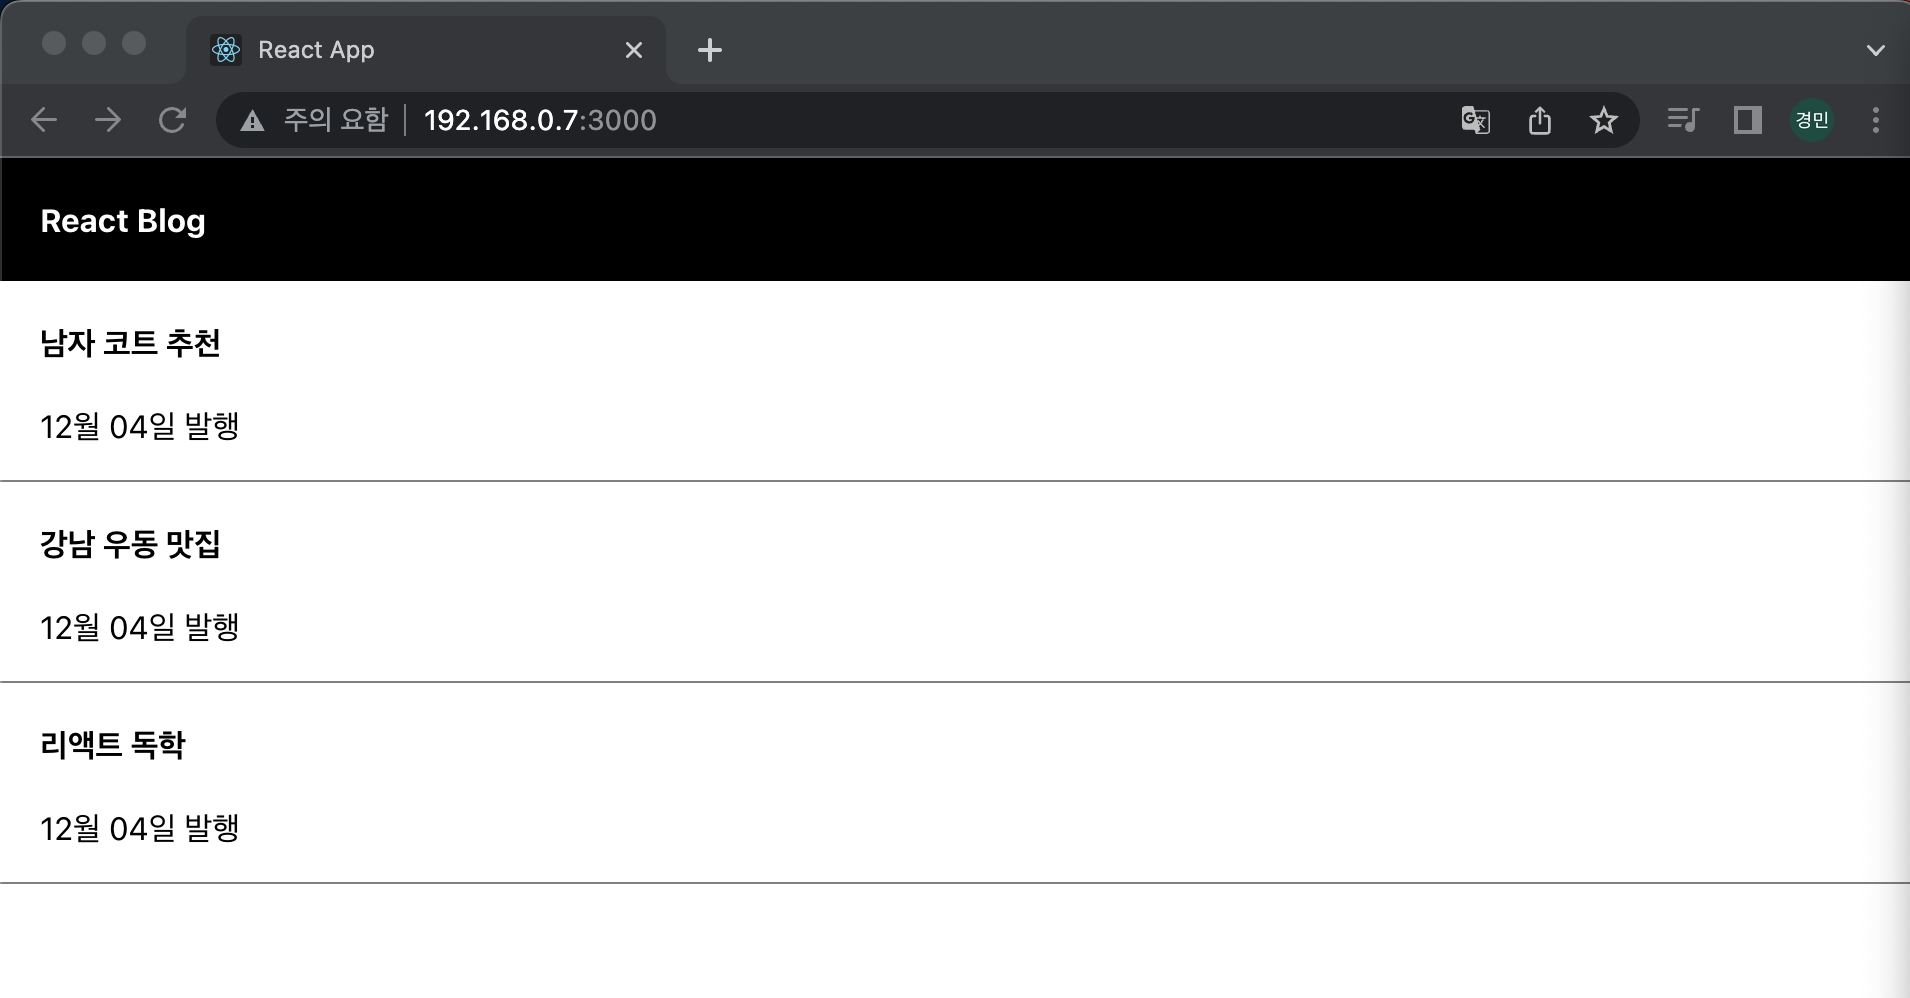 React App
주의 요함 192.168.0.7:3000
경민
React Blog
남자 코트 추천
12월 04일 발행
강남 우동 맛집
12월 04일 발행
리액트 독학
12월 04일 발행